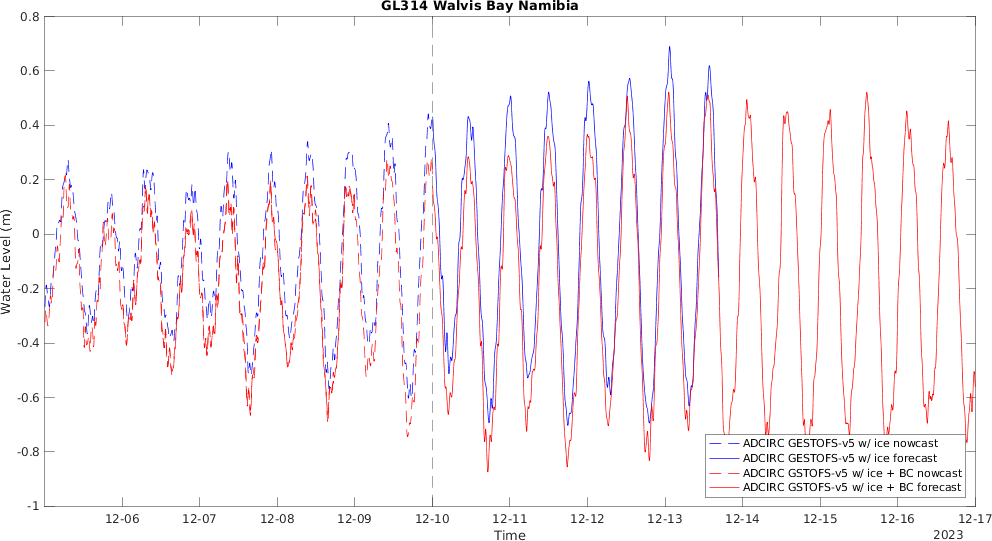 GL314 Walvis Bay Namibia
Water Level (m)
0.8
0.6
0.4
0.2
0
-0.2
-0.4
-0.6
-0.8
-1
ADCIRC GESTOFS-v5 w/ ice nowcast
ADCIRC GESTOFS-v5 w/ ice forecast
ADCIRC GSTOFS-v5 w/ ice + BC nowcast
ADCIRC GSTOFS-v5 w/ ice + BC forecast
12-06 12-07 12-08 12-09 12-10 12-11 12-12 12-13 12-14 12-15 12-16 12-17
Time
2023